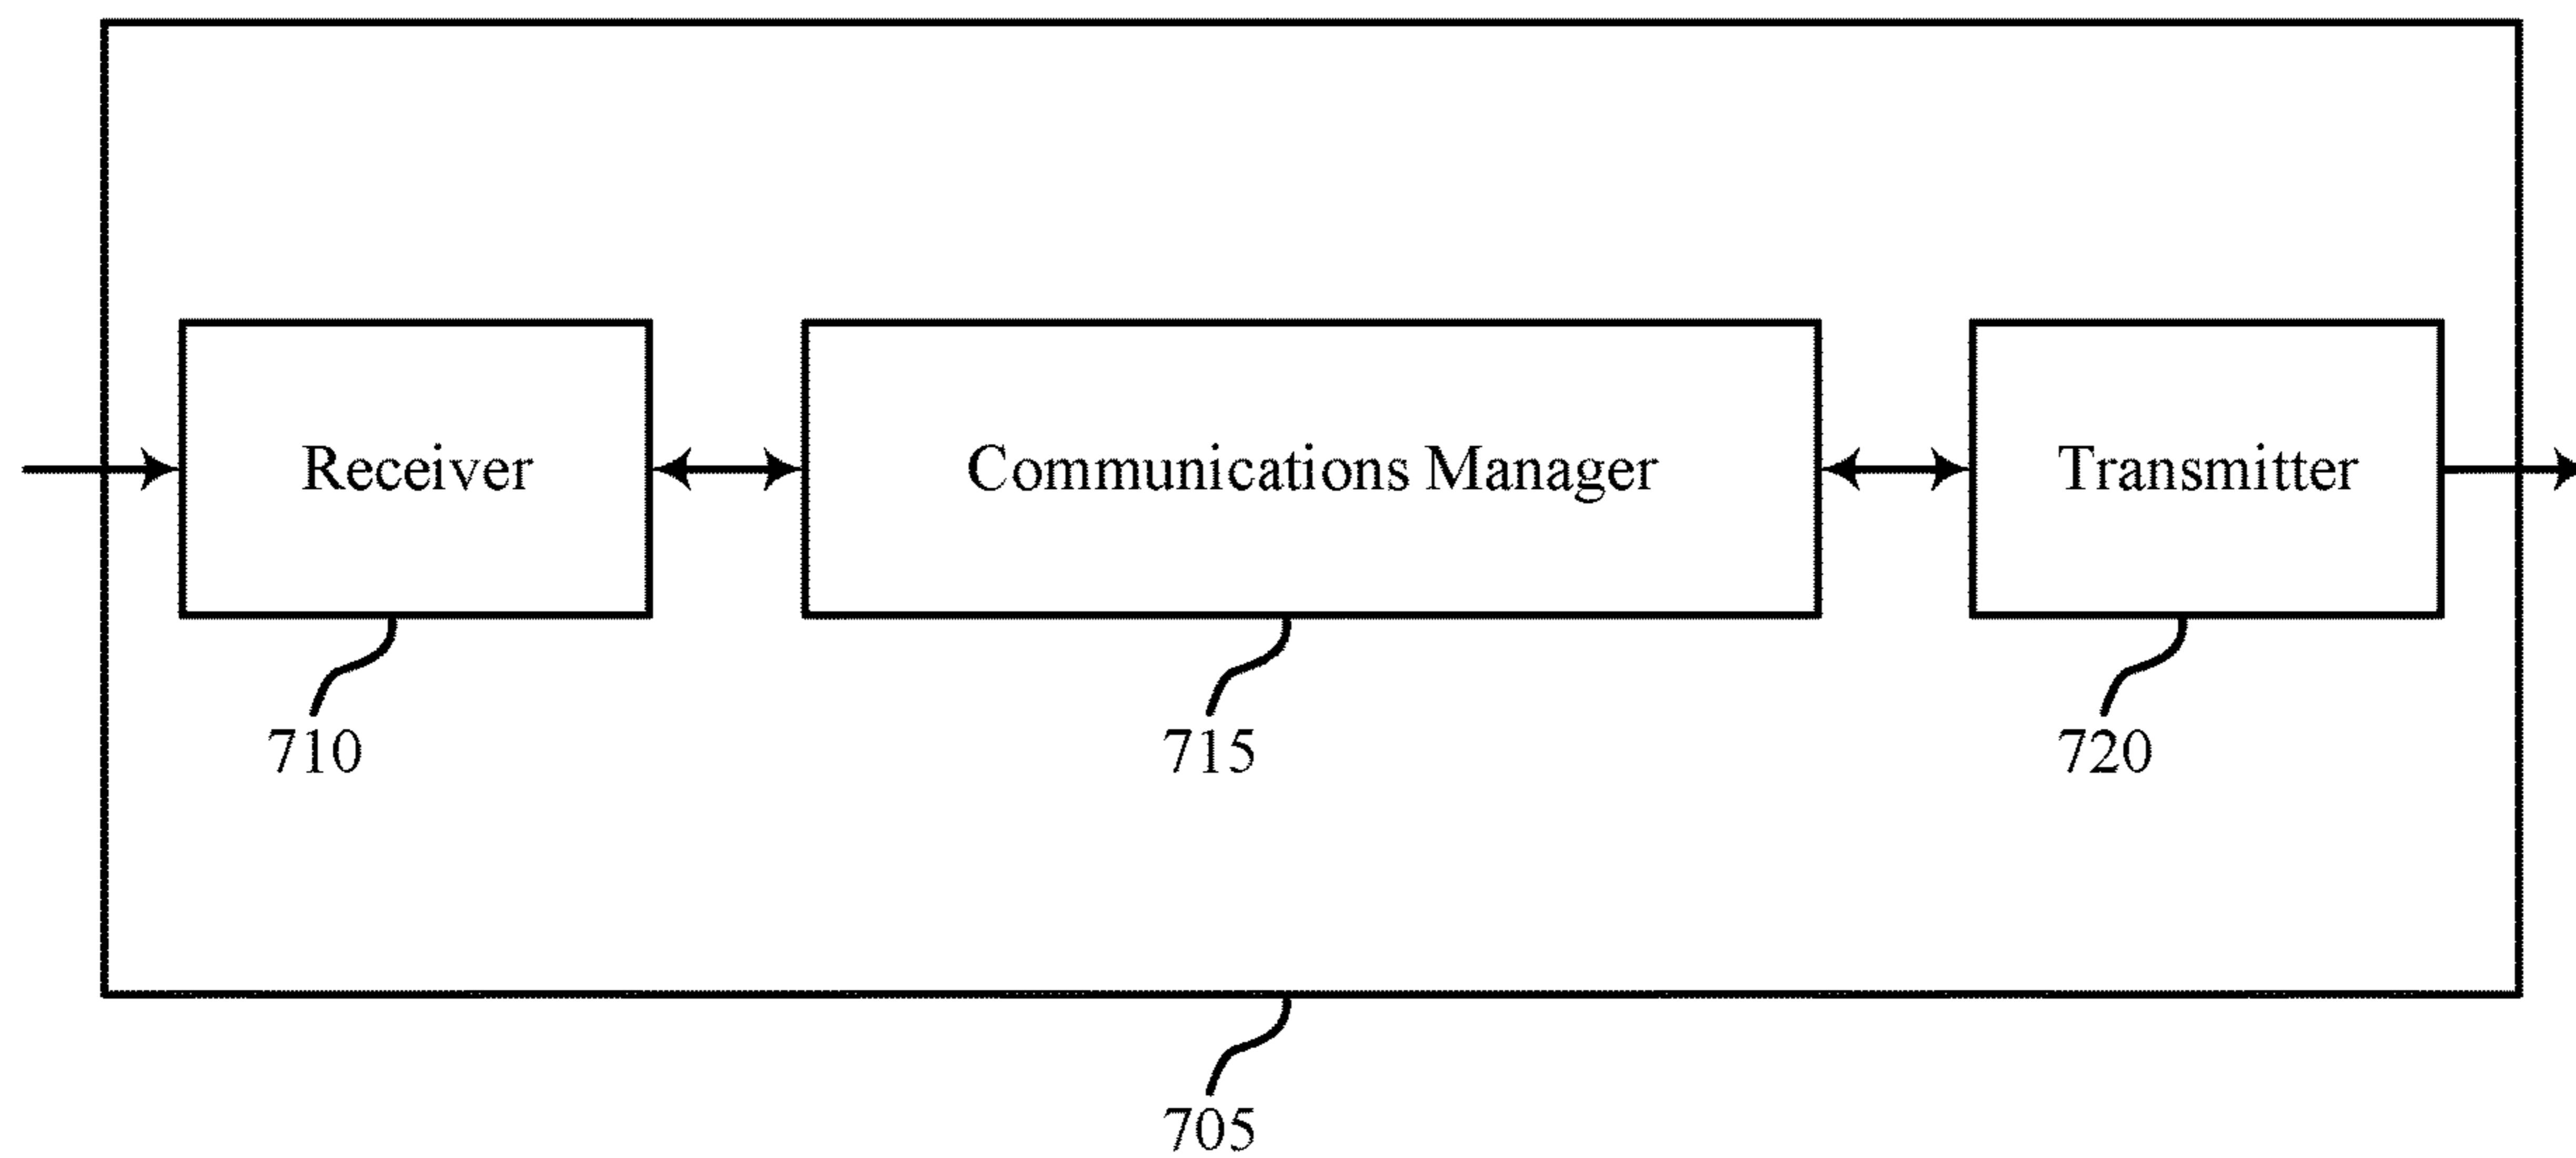 Receiver
Communications Manager
Transmitter
710
715
720
705